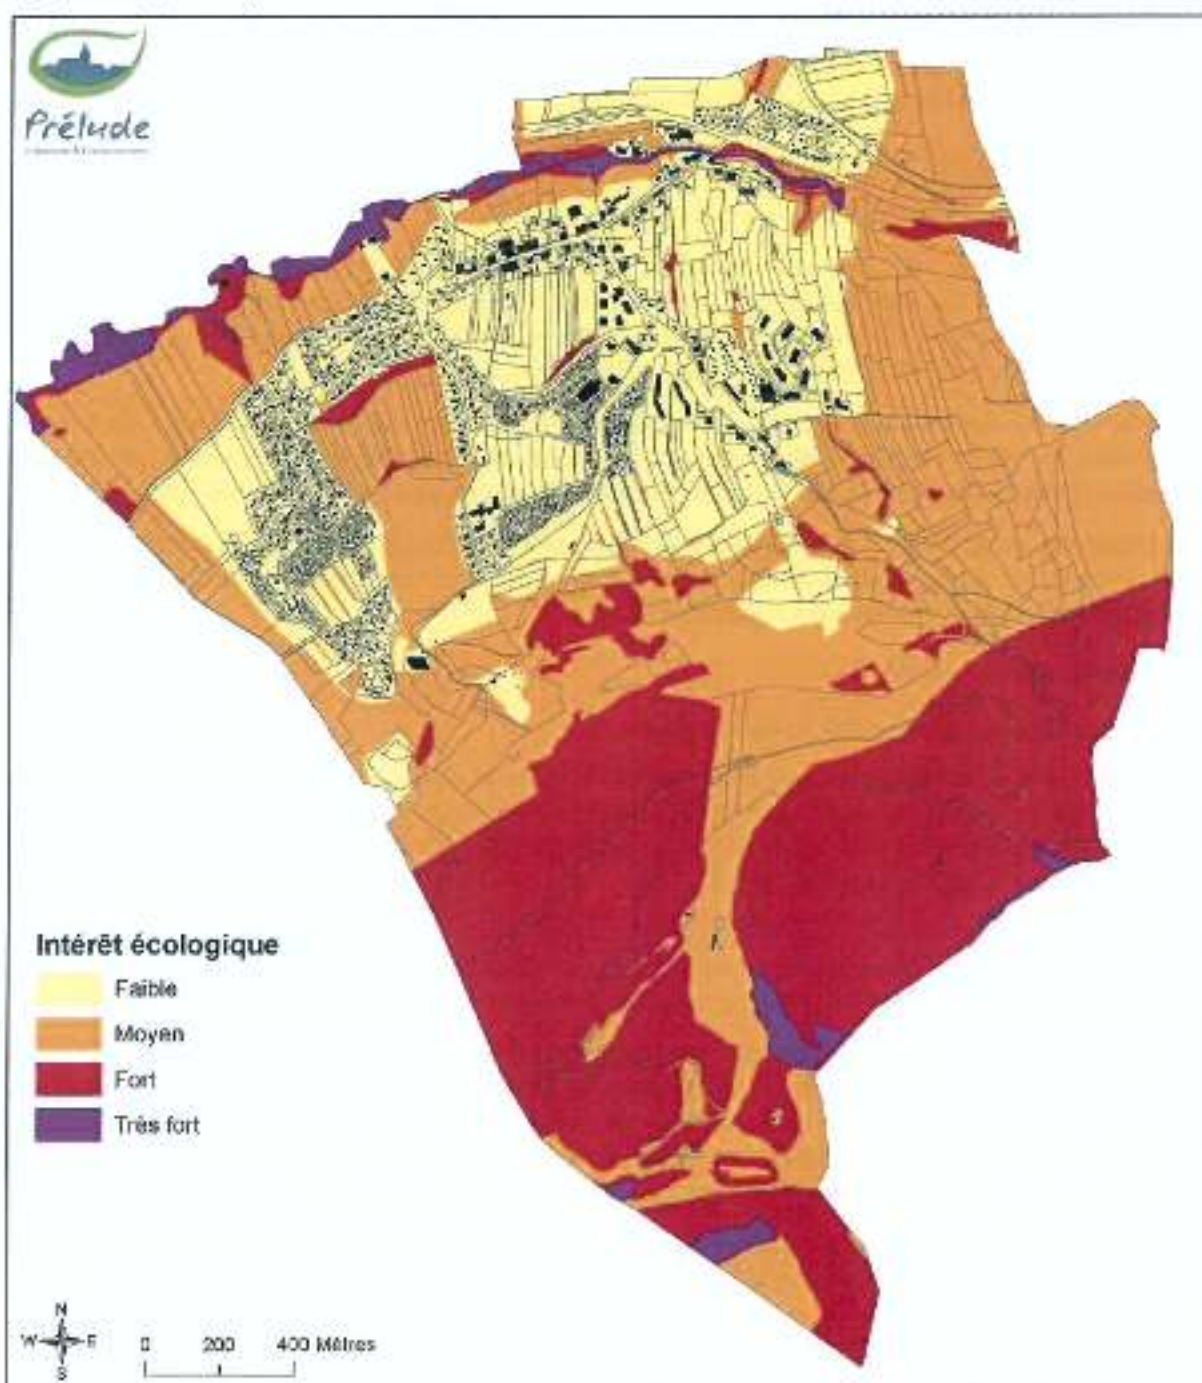 Prélude
Intérêt écologique
Faible
Moyen
Fort
Très fort
N
W E
S
0 200 400 Mètres